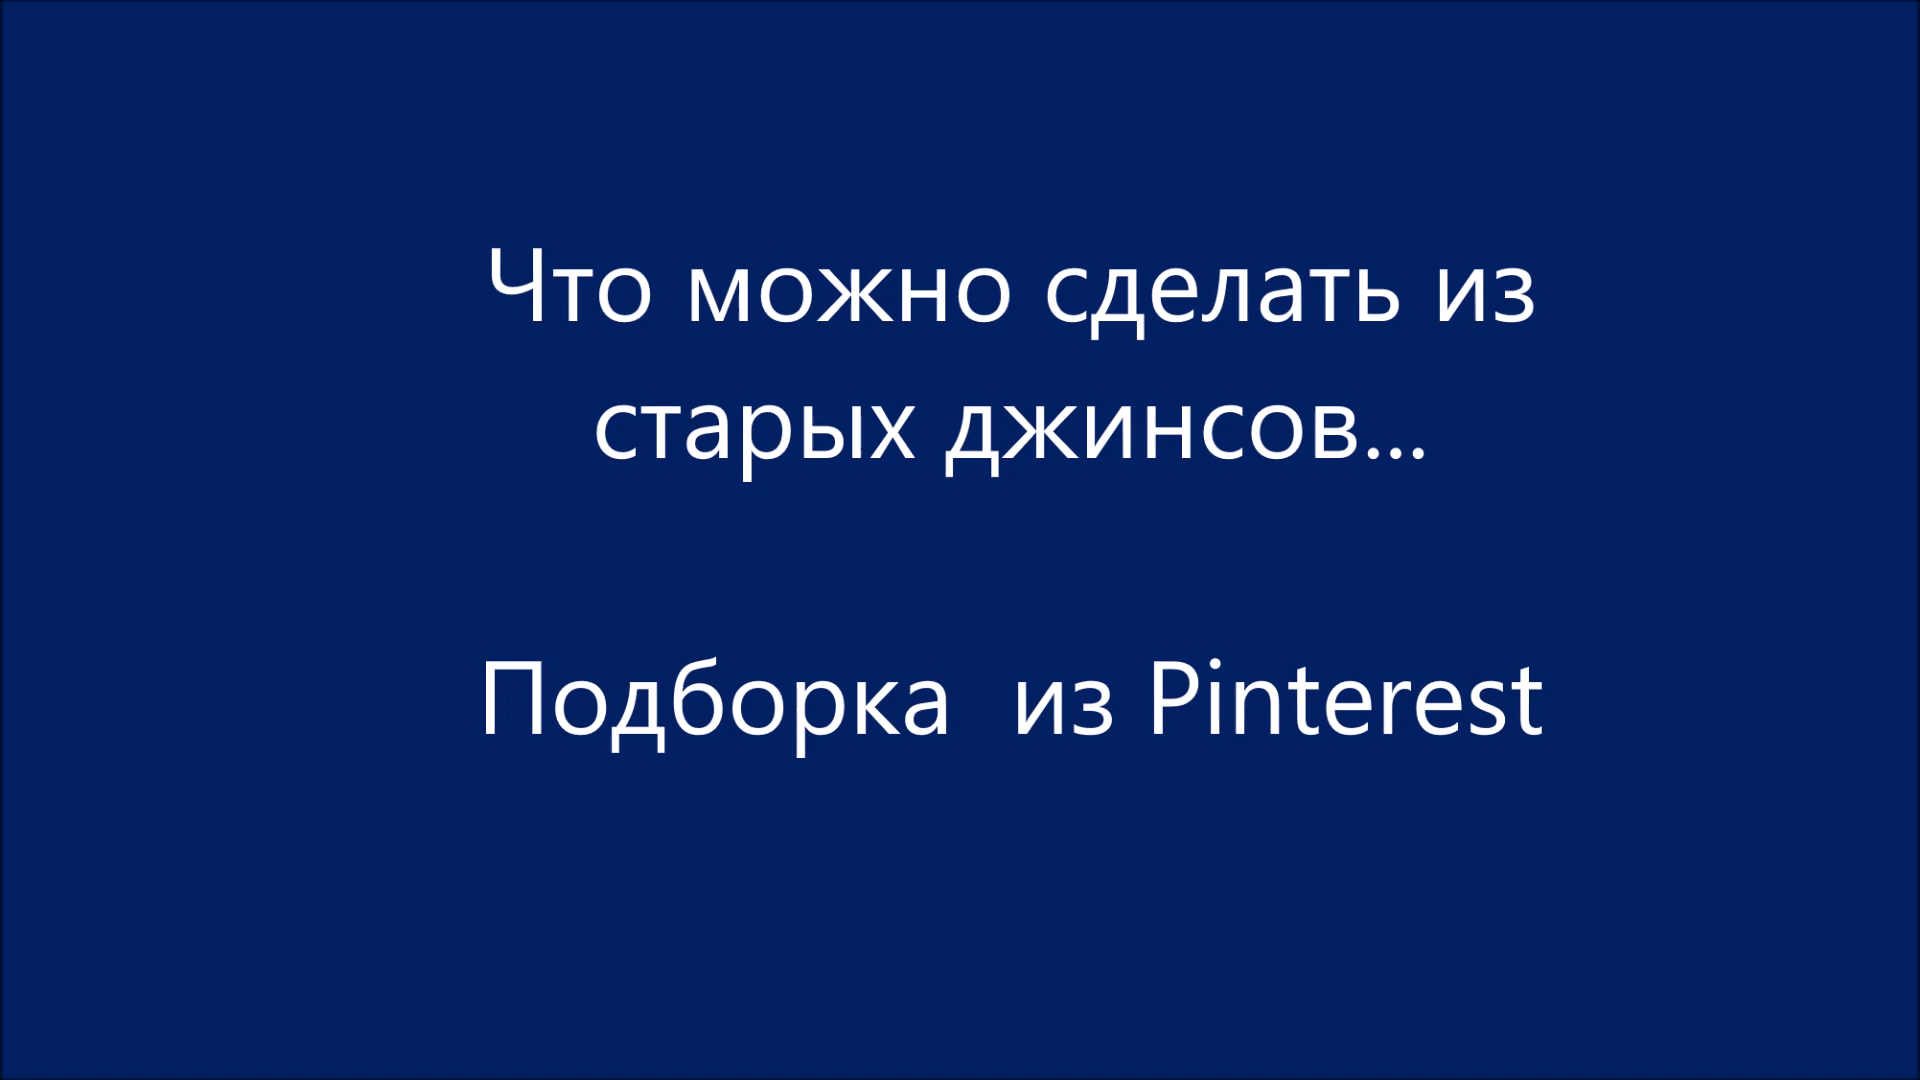 Что можно сделать из
старых джинсов...
Подборка  из Pinterest